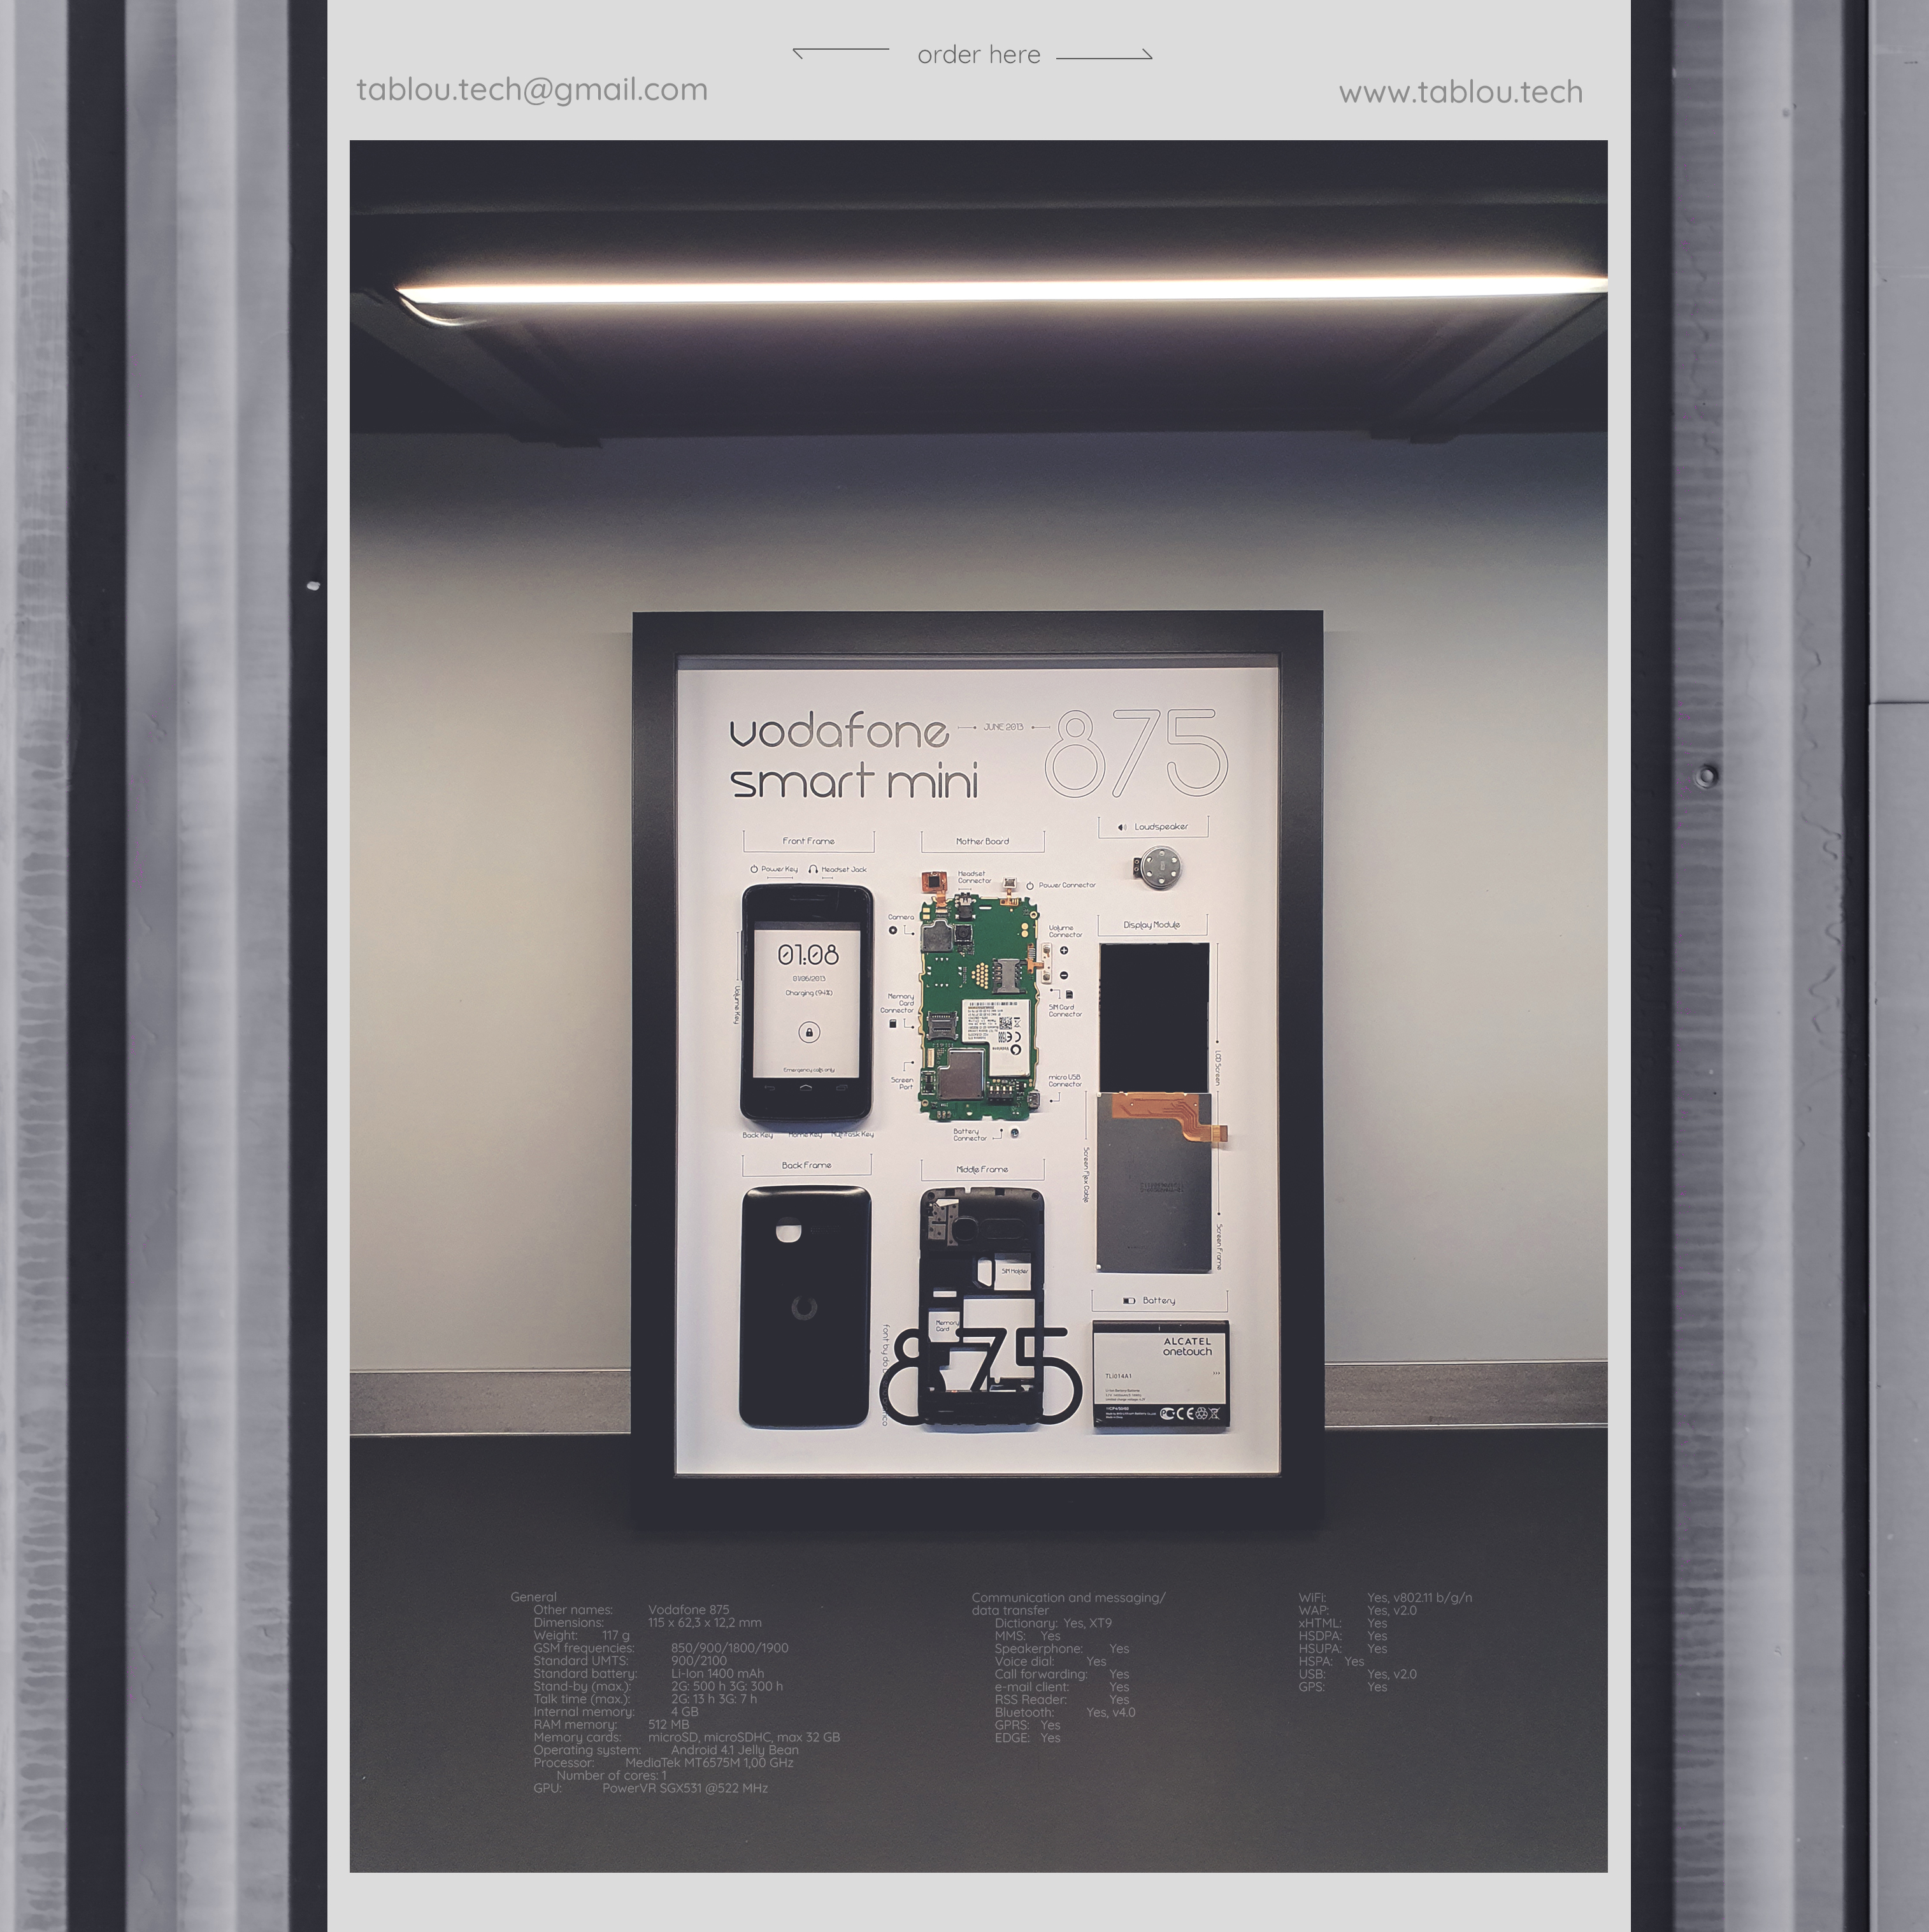 order here
tablou.tech@gmail.com
www.tablou.tech
vodafone
JUNE 2013
875
smart mini
Loudspeaker
Front Frame
Mother Board
Power Key
Headset Jack
Headset
Connector
Power Connector
Camera
Volume
Connector
Display Module
01:08
01/06/2013
Charging (94%)
Volume Key
Memory
Card
Connector
SIM Card
Connector
Emergency calls only
Screen
Port
micro USB
Connector
LCD Screen
Back Key
Home Key
Multitask Key
Battery
Connector
Back Frame
Middle Frame
Screen Flex Cable
Screen Frame
SIM Holder
Memory
Card
875
font by
Battery
ALCATEL
onetouch
TLi014A1
General
Other names: Vodafone 875
Dimensions: 115 x 62,3 x 12,2 mm
Weight: 117 g
GSM frequencies: 850/900/1800/1900
Standard UMTS: 900/2100
Standard battery: Li-Ion 1400 mAh
Stand-by (max.): 2G: 500 h 3G: 300 h
Talk time (max.): 2G: 13 h 3G: 7 h
Internal memory: 4 GB
RAM memory: 512 MB
Memory cards: microSD, microSDHC, max 32 GB
Operating system: Android 4.1 Jelly Bean
Processor: MediaTek MT6575M 1,00 GHz
Number of cores: 1
GPU: PowerVR SGX531 @522 MHz
Communication and messaging/
data transfer
Dictionary: Yes, XT9
MMS: Yes
Speakerphone: Yes
Voice dial: Yes
Call forwarding: Yes
e-mail client: Yes
RSS Reader: Yes
Bluetooth: Yes, v4.0
GPRS: Yes
EDGE: Yes
WiFi: Yes, v802.11 b/g/n
WAP: Yes, v2.0
xHTML: Yes
HSDPA: Yes
HSUPA: Yes
HSPA: Yes
USB: Yes, v2.0
GPS: Yes